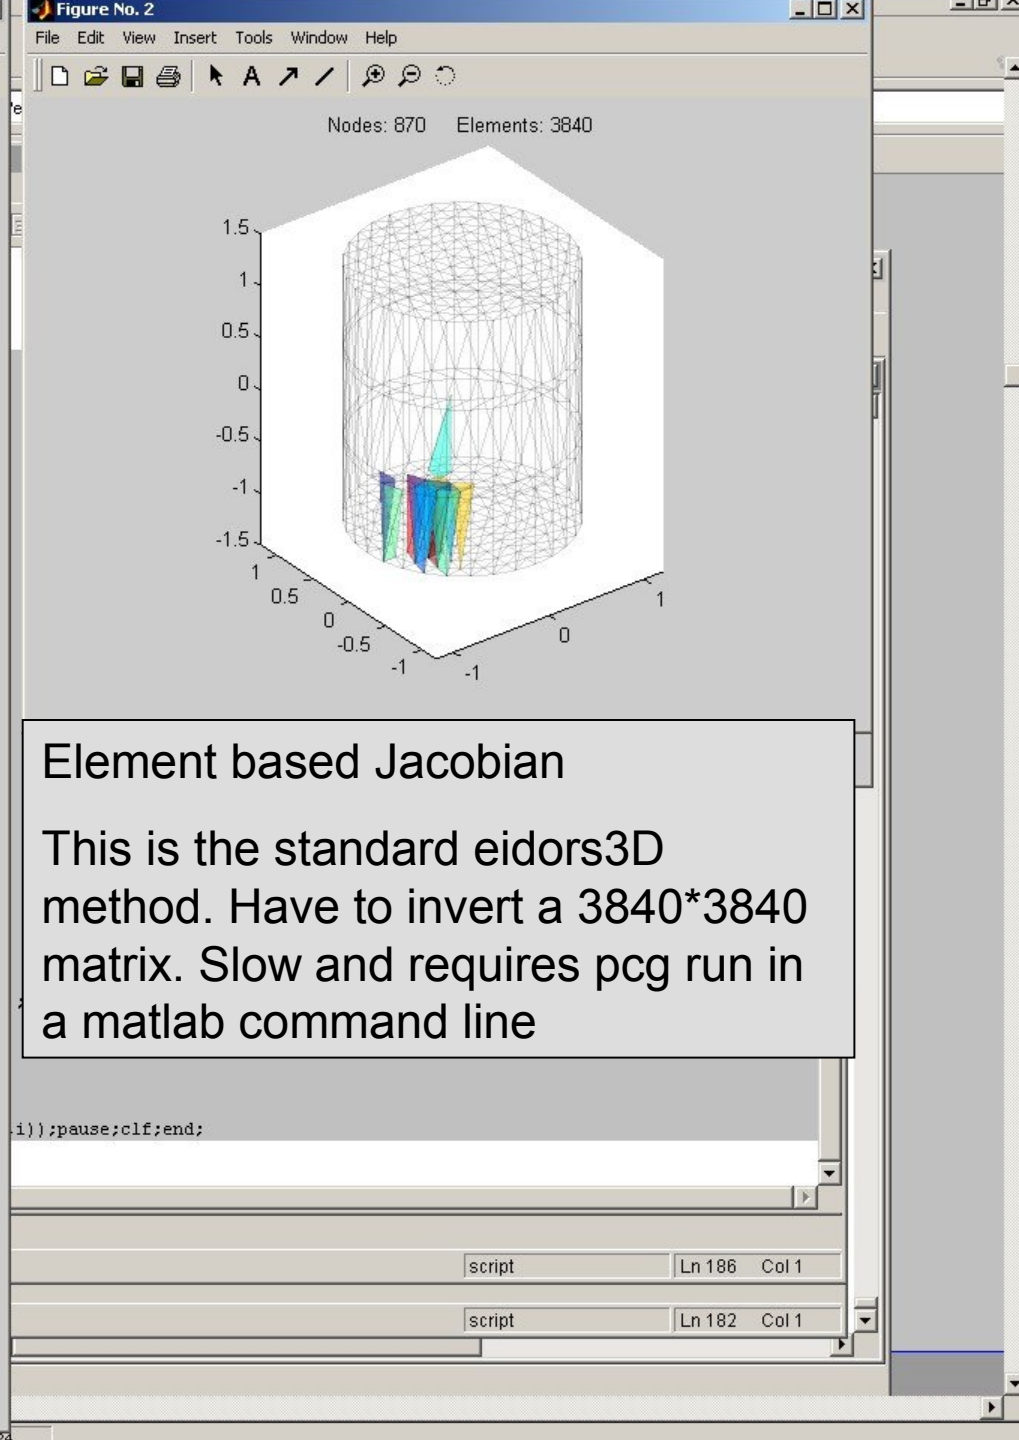 Figure No. 2
File Edit View Insert Tools Window Help
A
Nodes: 870 Elements: 3840
1.5
1
0.5
0
-0.5
-1
-1.5
1
0.5
0
-0.5
-1
-1
0
1
Element based Jacobian
This is the standard eidors3D
method. Have to invert a 3840*3840
matrix. Slow and requires pcg run in
a matlab command line
i));pause;clf;end;
script Ln 186 Col 1
script Ln 182 Col 1